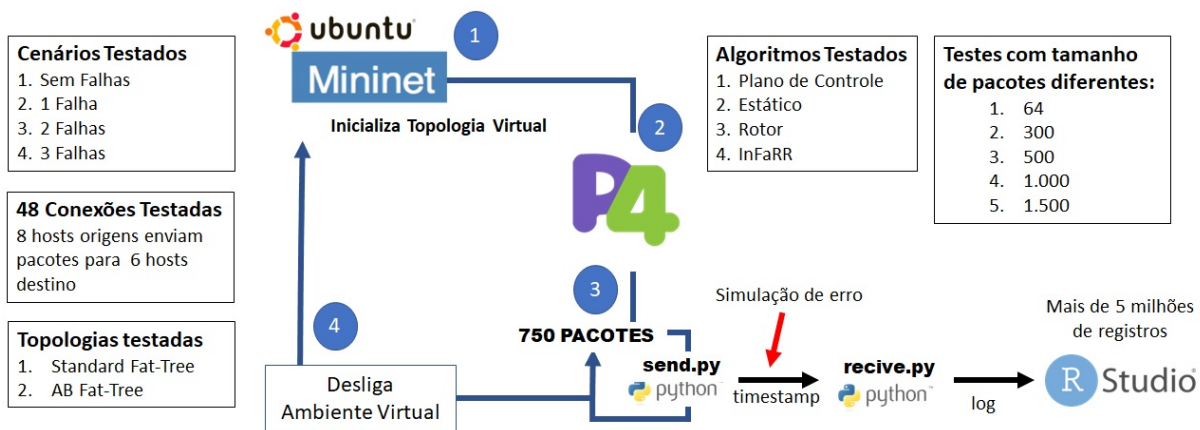 ubuntu
Mininet
1
Inicializa Topologia Virtual
Cenários Testados
1. Sem Falhas
2. 1 Falha
3. 2 Falhas
4. 3 Falhas
48 Conexões Testadas
8 hosts origens enviam
pacotes para 6 hosts
destino
Topologias testadas
1. Standard Fat-Tree
2. AB Fat-Tree
2
P4
Algoritmos Testados
1. Plano de Controle
2. Estático
3. Rotor
4. InFaRR
Testes com tamanho
de pacotes diferentes:
1. 64
2. 300
3. 500
4. 1.000
5. 1.500
3
750 PACOTES
4
Desliga
Ambiente Virtual
send.py
python
Simulação de erro
timestamp
recive.py
python
log
Mais de 5 milhões
de registros
R Studio